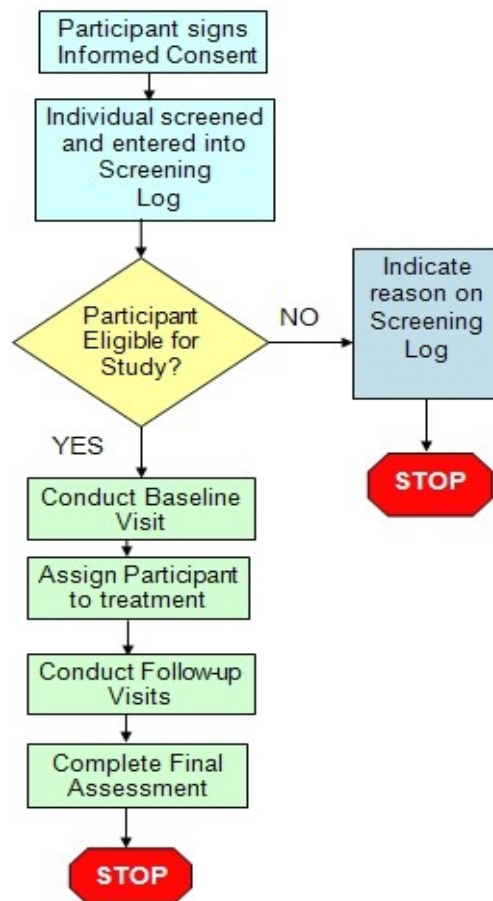 Participant signs
Informed Consent
Individual screened
and entered into
Screening
Log
Participant
Eligible for
Study?
NO
Indicate
reason on
Screening
Log
STOP
YES
Conduct Baseline
Visit
Assign Participant
to treatment
Conduct Follow-up
Visits
Complete Final
Assessment
STOP